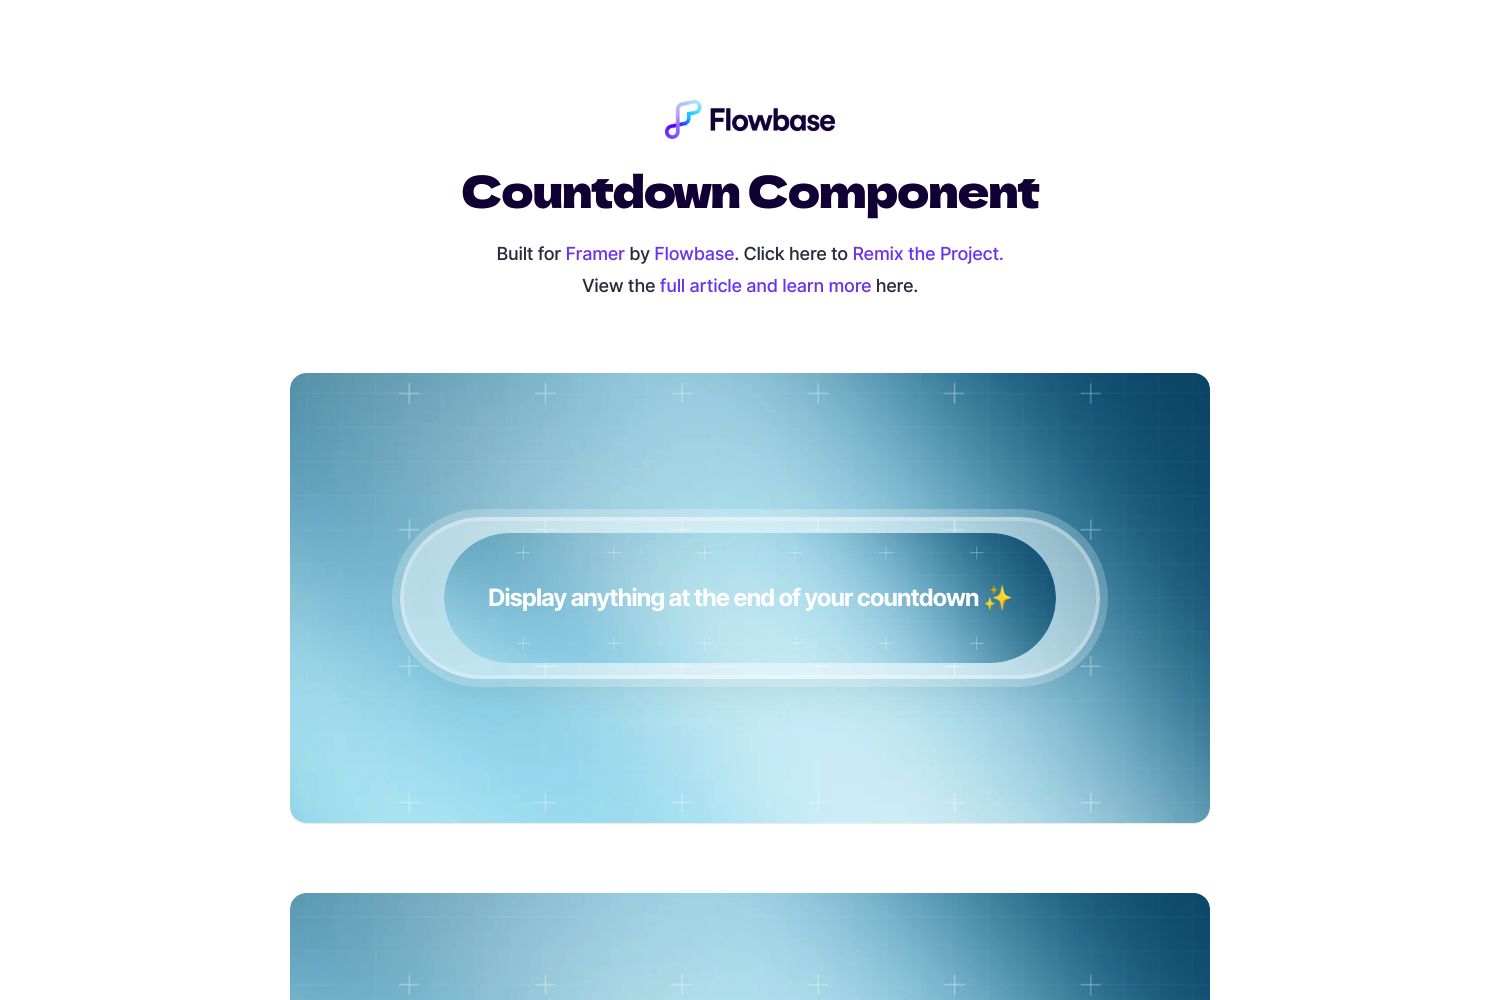 Flowbase
Countdown Component
Built for Framer by Flowbase. Click here to Remix the Project.
View the full article and learn more here.
Display anything at the end of your countdown ✨